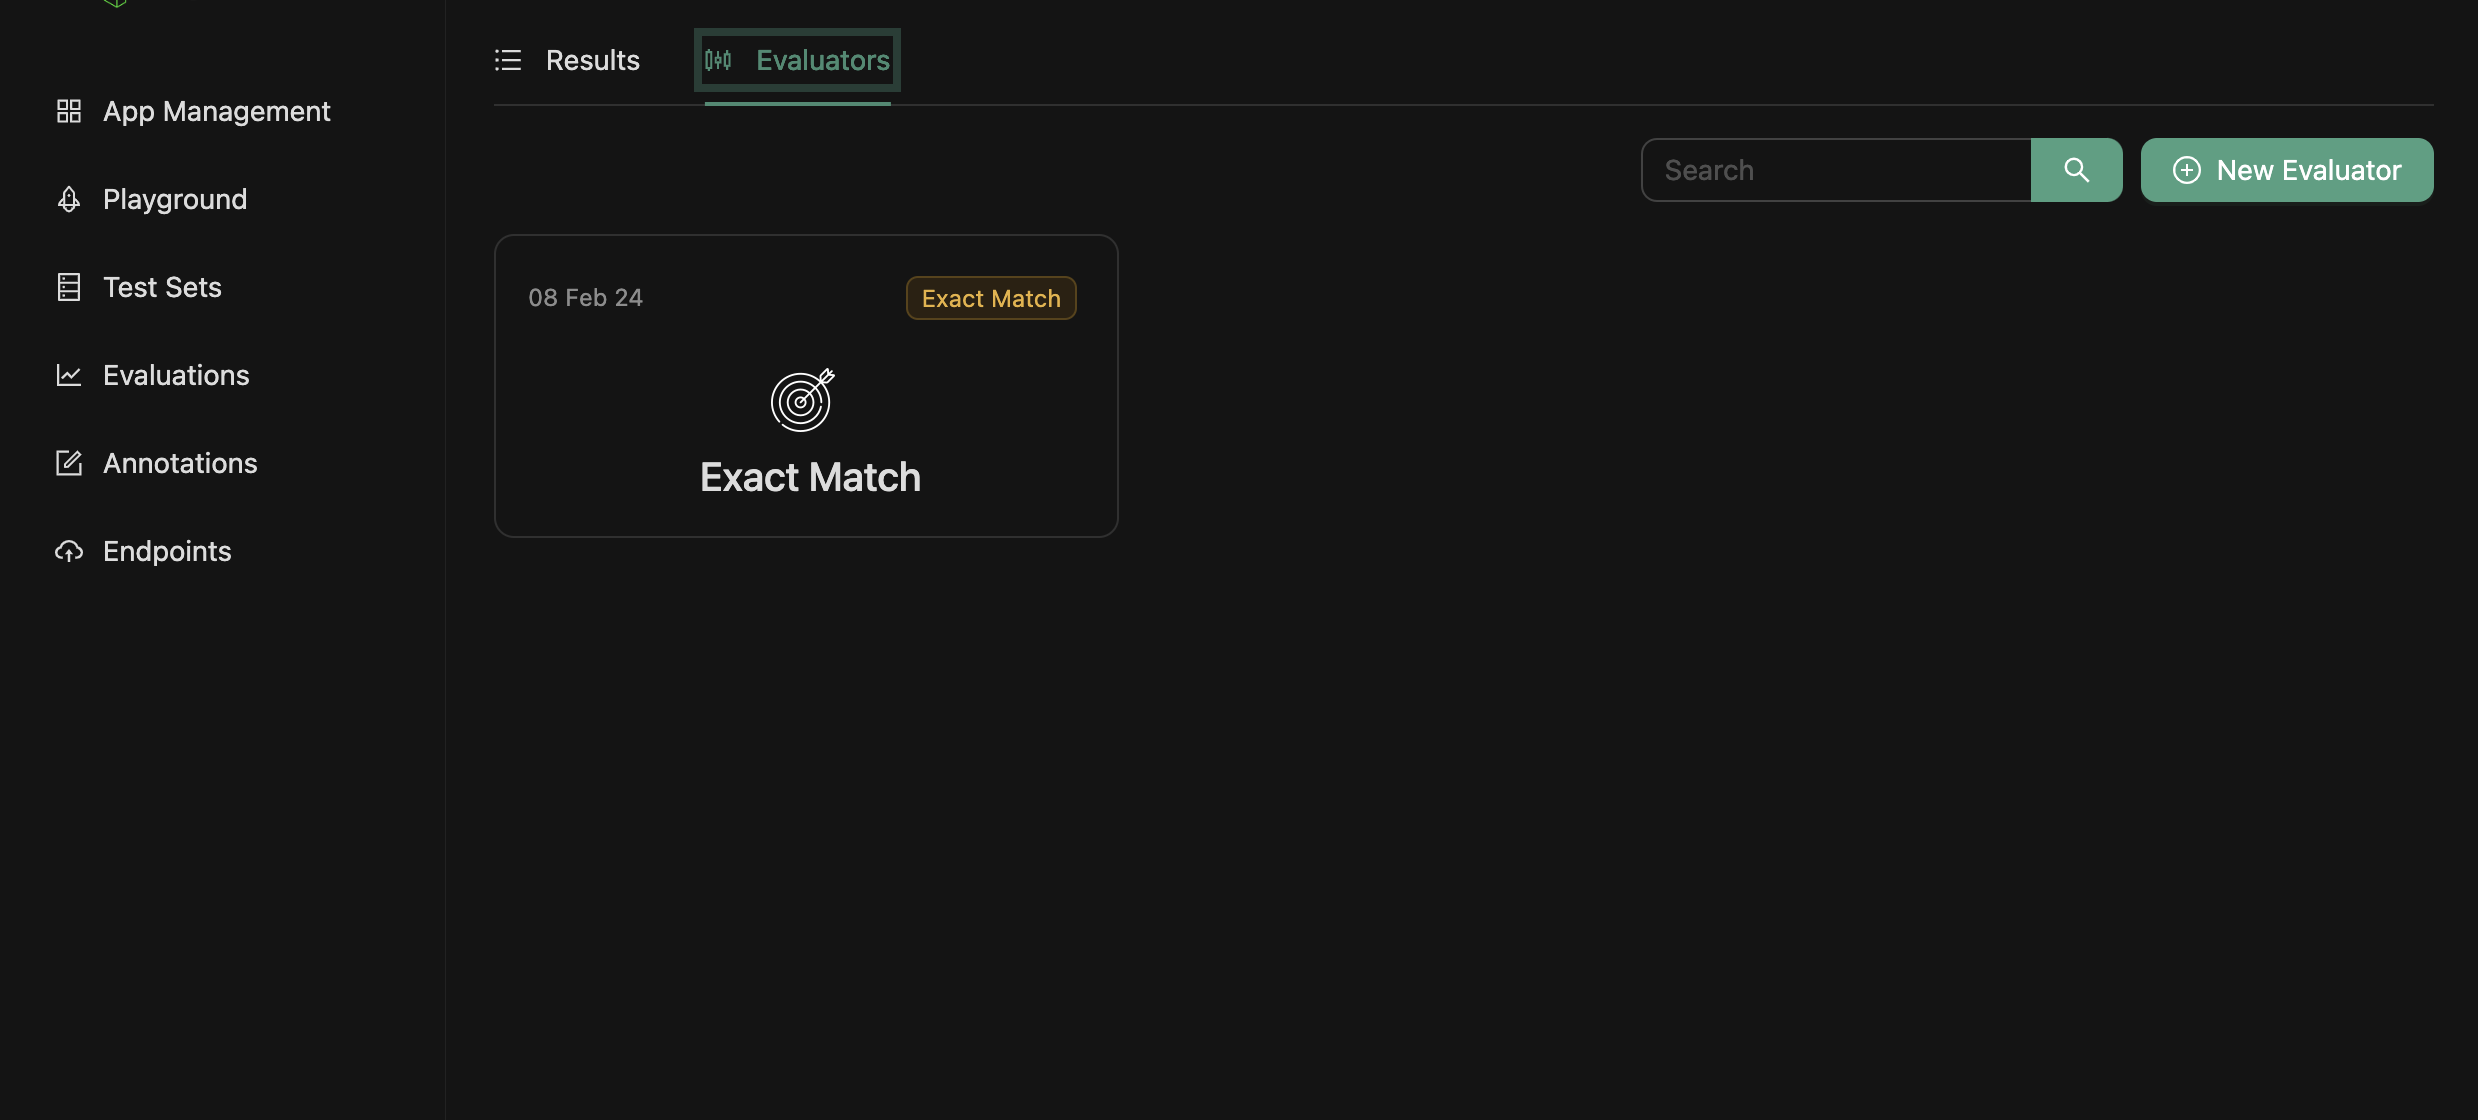 App Management
Playground
Test Sets
Evaluations
Annotations
Endpoints
Results
Evaluators
Search
New Evaluator
08 Feb 24
Exact Match
Exact Match